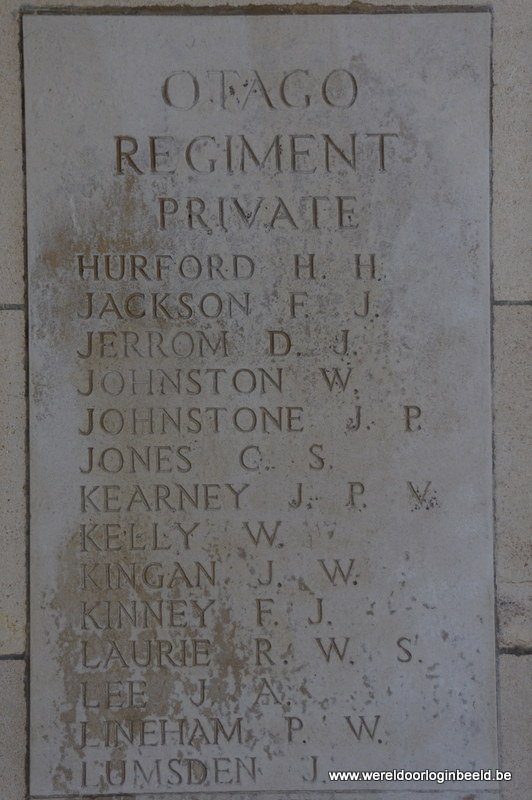 OTAGO
REGIMENT
PRIVATE
HURFORD H. H.
JACKSON F. J.
JERROM D. J.
JOHNSTON W.
JOHNSTONE J. P.
JONES C. S.
KEARNEY J. P. V.
KELLY W.
KINGAN J. W.
KINNEY F. J.
LAURIE R. W. S.
LEE J. A.
LINEHAM P. W.
LUMSDEN J.
www.wereldoorloginbeeld.be